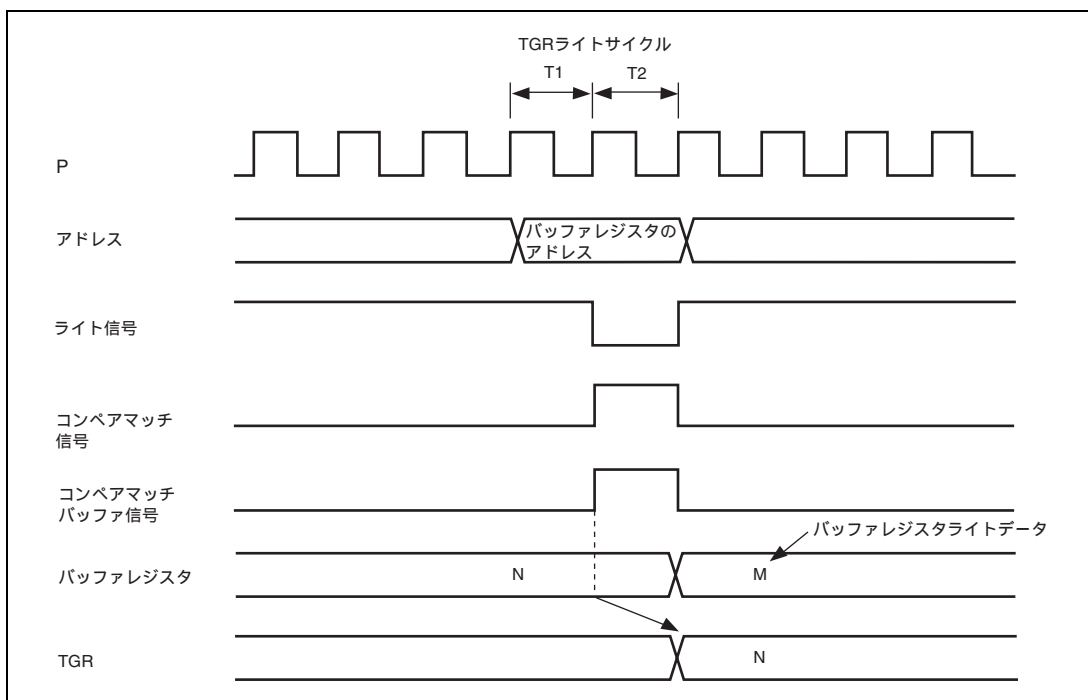 TGRライトサイクル
T1
T2
P
アドレス
バッファレジスタの
アドレス
ライト信号
コンペアマッチ
信号
コンペアマッチ
バッファ信号
バッファレジスタライトデータ
バッファレジスタ
N
M
TGR
N